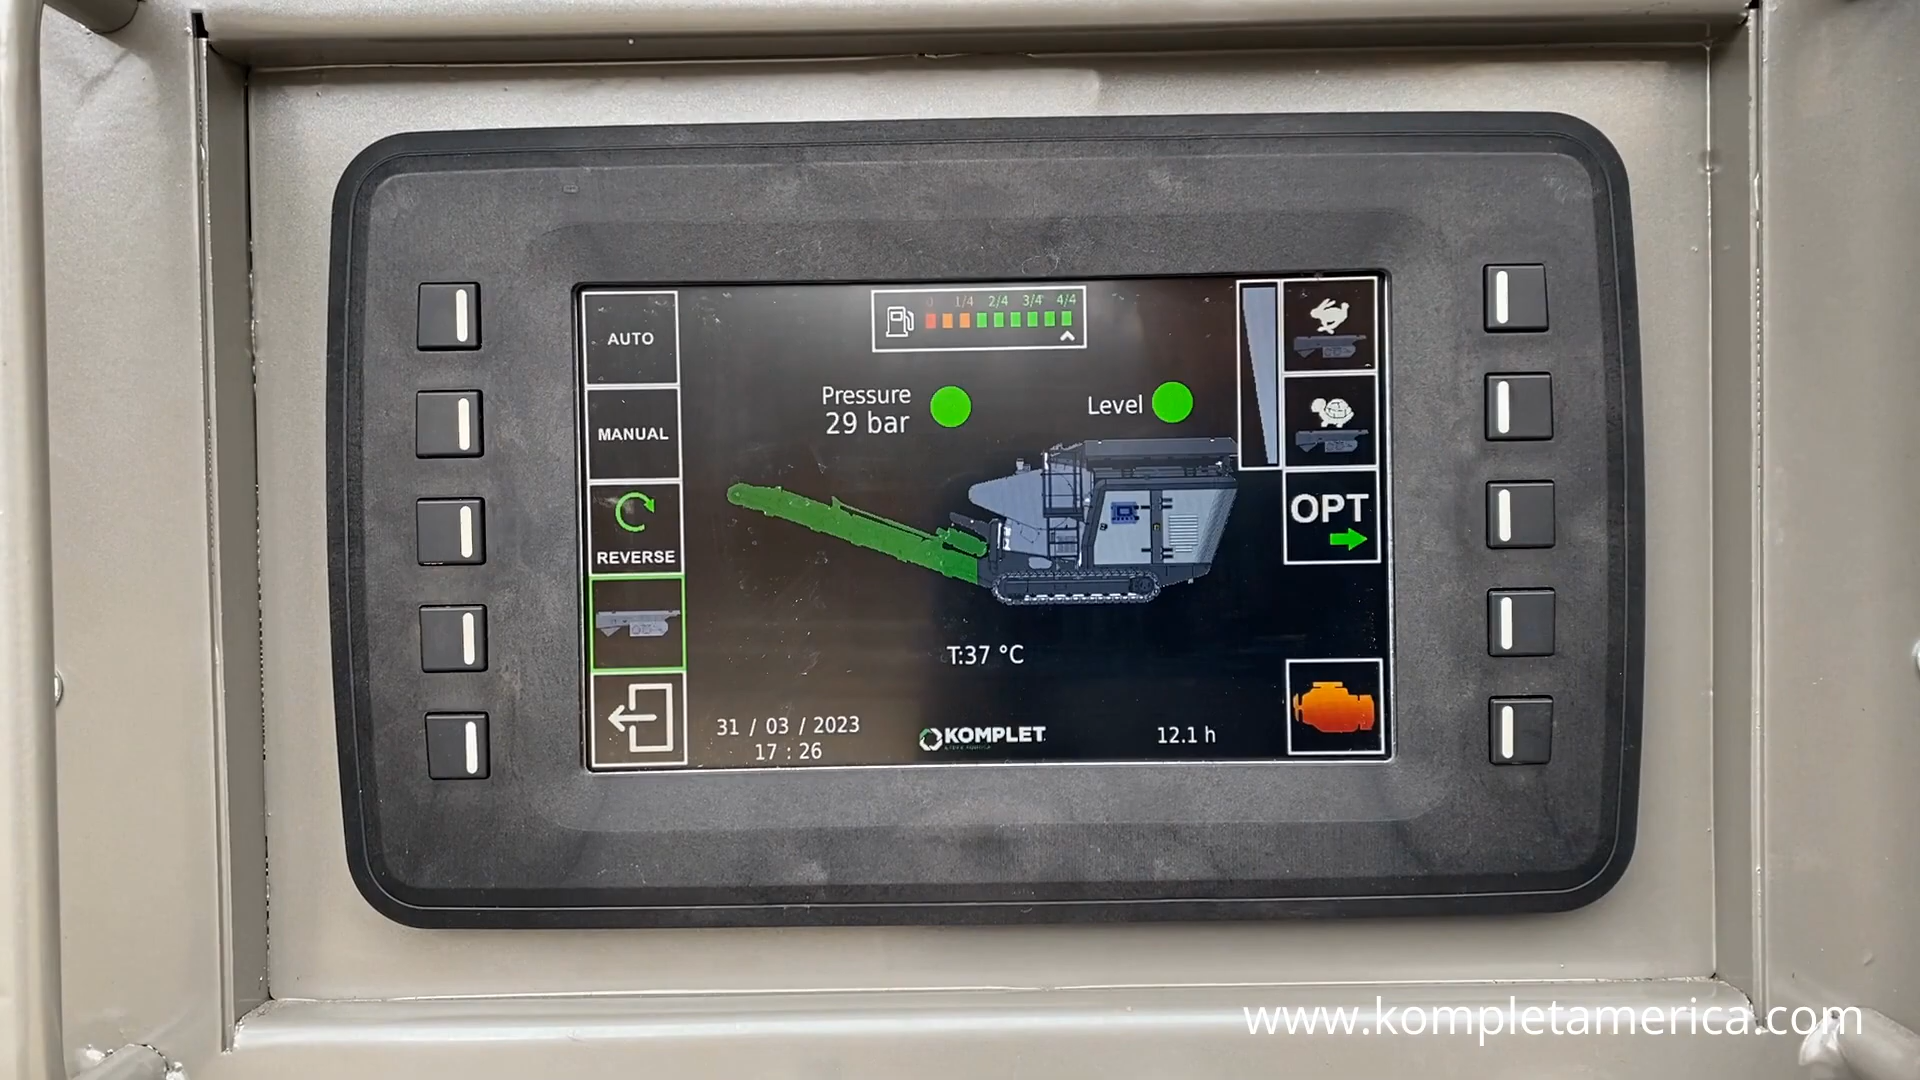 0 1/4 2/4 3/4 4/4
AUTO
Pressure
29 bar
Level
MANUAL
OPT
REVERSE
T:37 °C
31 / 03 / 2023
17 : 26
KOMPLET
12.1 h
www.kompletamerica.com